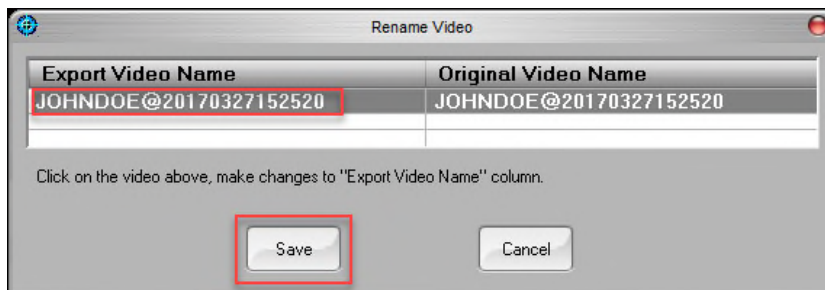 Rename Video
Export Video Name Original Video Name
JOHNDOE@20170327152520 JOHNDOE@20170327152520
Click on the video above, make changes to "Export Video Name" column.
Save Cancel